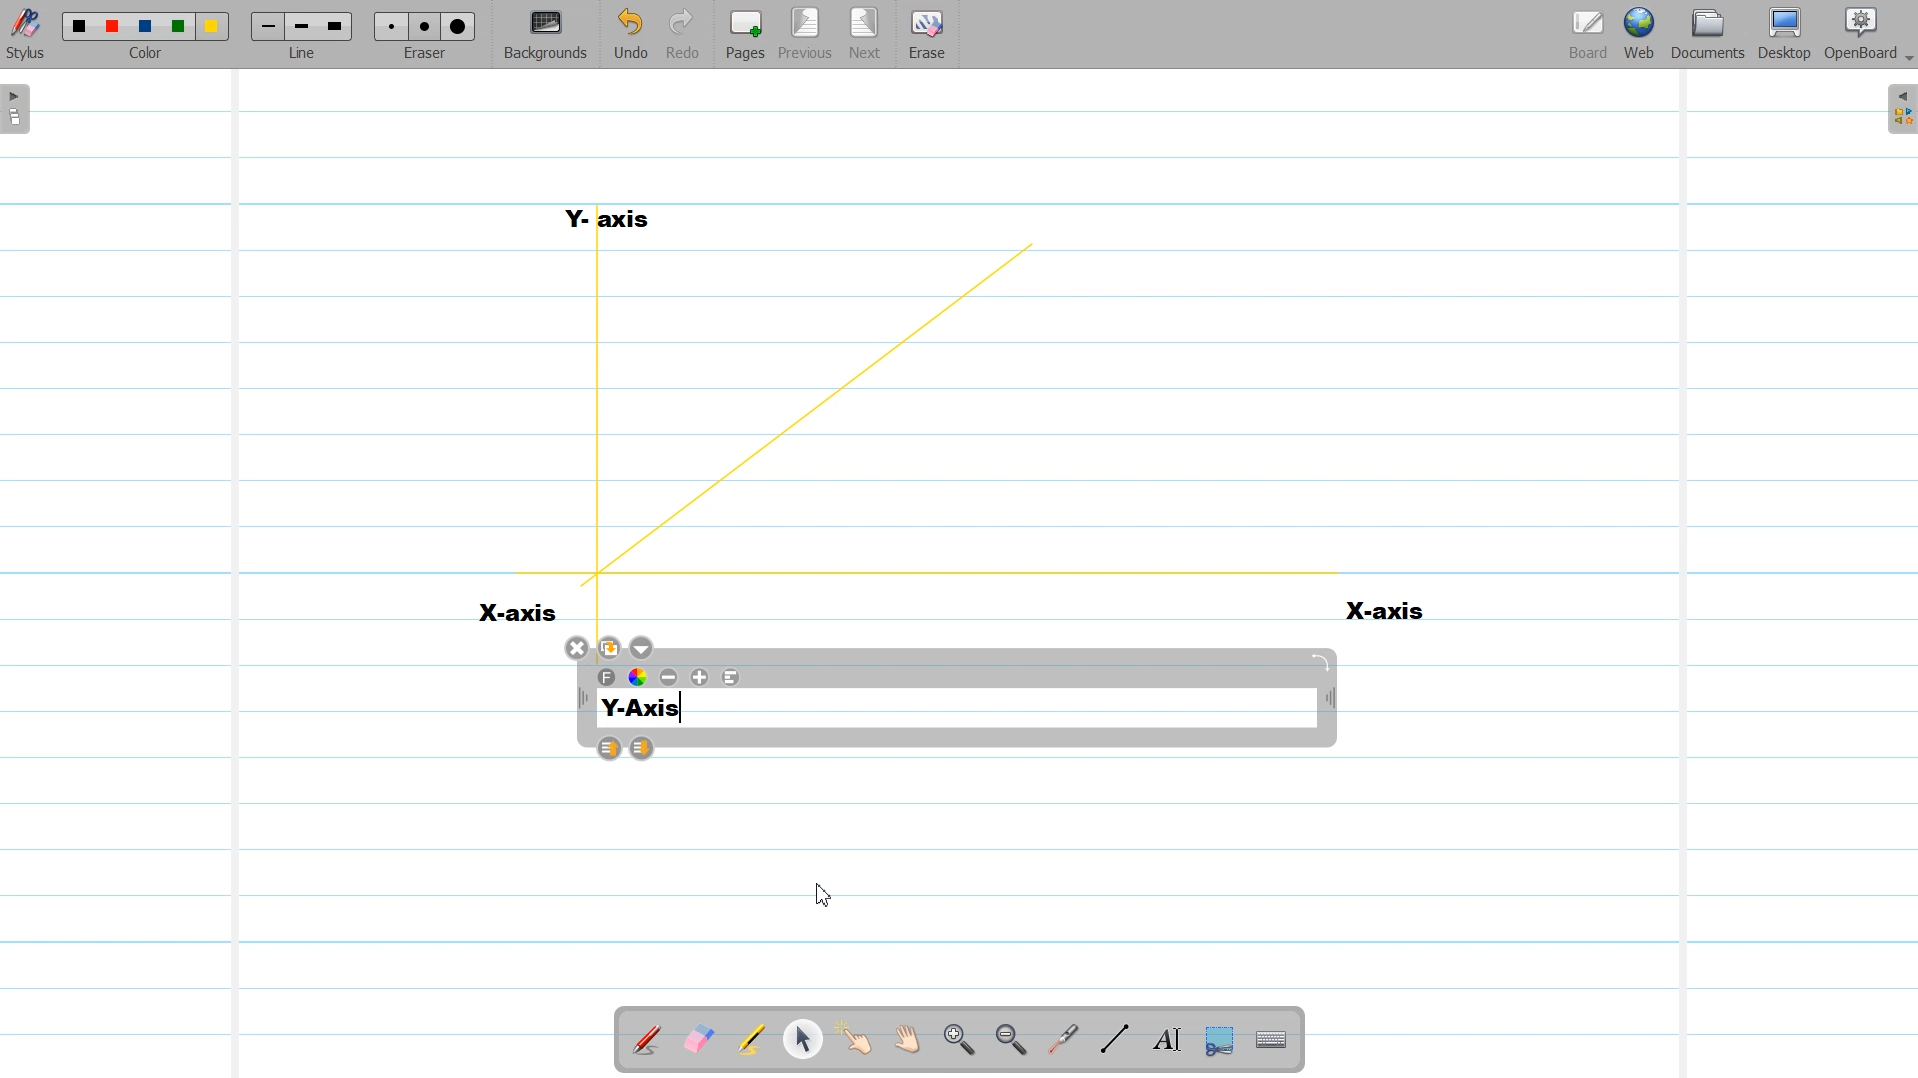 Stylus
Color
Line
Eraser
Backgrounds
Undo
Redo
Pages
Previous
Next
Erase
Board
Web
Documents
Desktop
OpenBoard
Y- axis
X-axis
X-axis
F
Y-Axis
AI